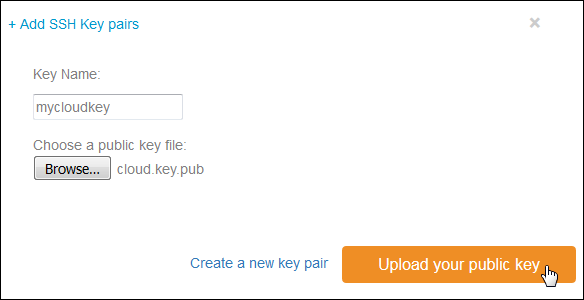 + Add SSH Key pairs ×
Key Name:
mycloudkey
Choose a public key file:
Browse... cloud.key.pub
Create a new key pair Upload your public key